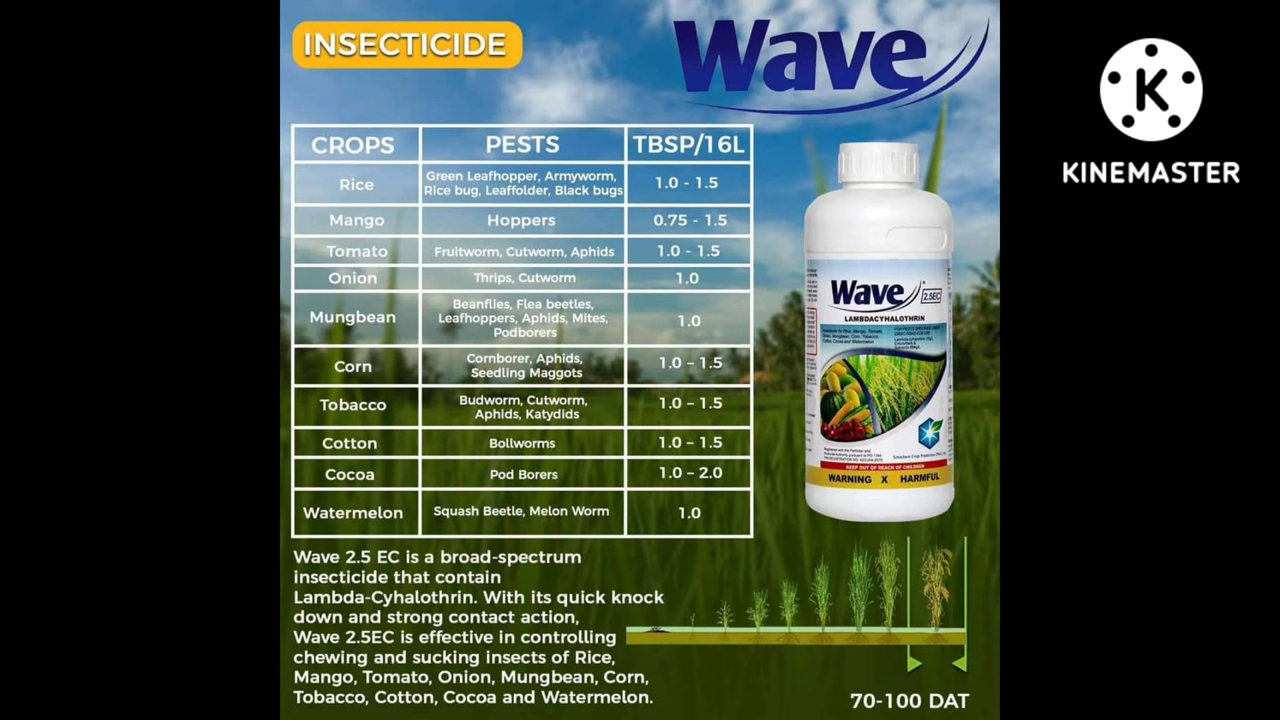 INSECTICIDE
Wave
KINEMASTER
CROPS PESTS TBSP/16L
Rice Green Leafhopper, Armyworm, Rice bug, Leaffolder, Black bugs 1.0 - 1.5
Mango Hoppers 0.75 - 1.5
Tomato Fruitworm, Cutworm, Aphids 1.0 - 1.5
Onion Thrips, Cutworm 1.0
Mungbean Beanflies, Flea beetles, Leafhoppers, Aphids, Mites, Podborers 1.0
Corn Cornborer, Aphids, Seedling Maggots 1.0 – 1.5
Tobacco Budworm, Cutworm, Aphids, Katydids 1.0 – 1.5
Cotton Bollworms 1.0 – 1.5
Cocoa Pod Borers 1.0 – 2.0
Watermelon Squash Beetle, Melon Worm 1.0
Wave 2.5EC
LAMBDACYHALOTHRIN
KEEP OUT OF REACH OF CHILDREN
WARNING X HARMFUL
Wave 2.5 EC is a broad-spectrum
insecticide that contain
Lambda-Cyhalothrin. With its quick knock
down and strong contact action,
Wave 2.5EC is effective in controlling
chewing and sucking insects of Rice,
Mango, Tomato, Onion, Mungbean, Corn,
Tobacco, Cotton, Cocoa and Watermelon.
70-100 DAT